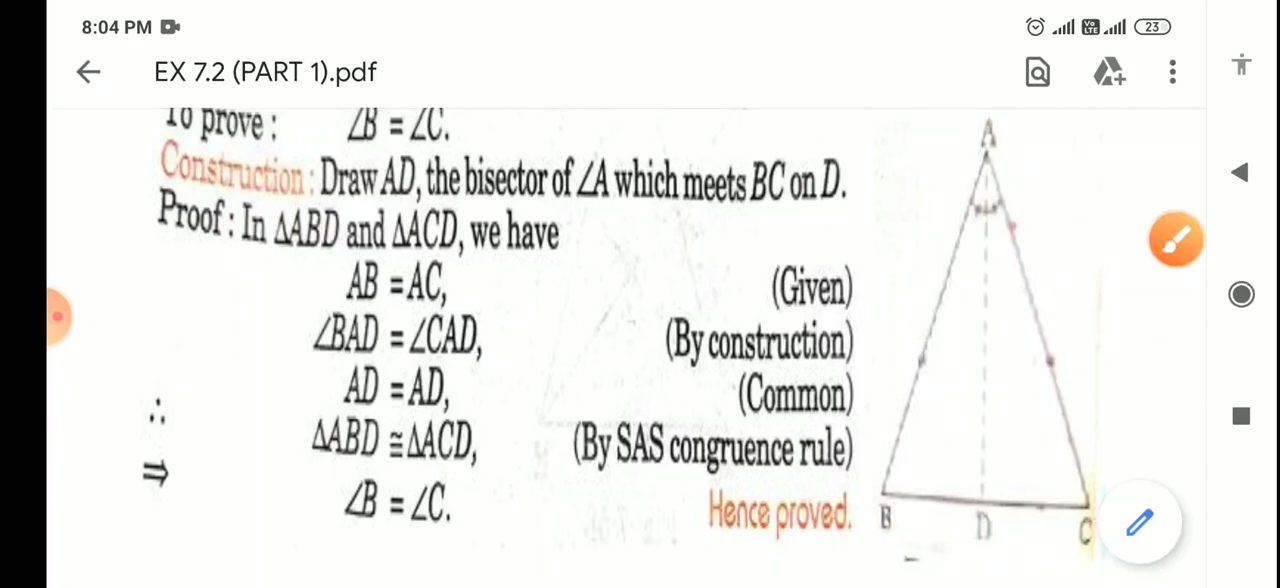 8:04 PM
Vo LTE
23
EX 7.2 (PART 1).pdf
To prove : ∠B = ∠C.
Construction : Draw AD, the bisector of ∠A which meets BC on D.
Proof : In ΔABD and ΔACD, we have
AB = AC, (Given)
∠BAD = ∠CAD, (By construction)
AD = AD, (Common)
∴ ΔABD ≅ ΔACD, (By SAS congruence rule)
⇒ ∠B = ∠C. Hence proved.
A
B D C